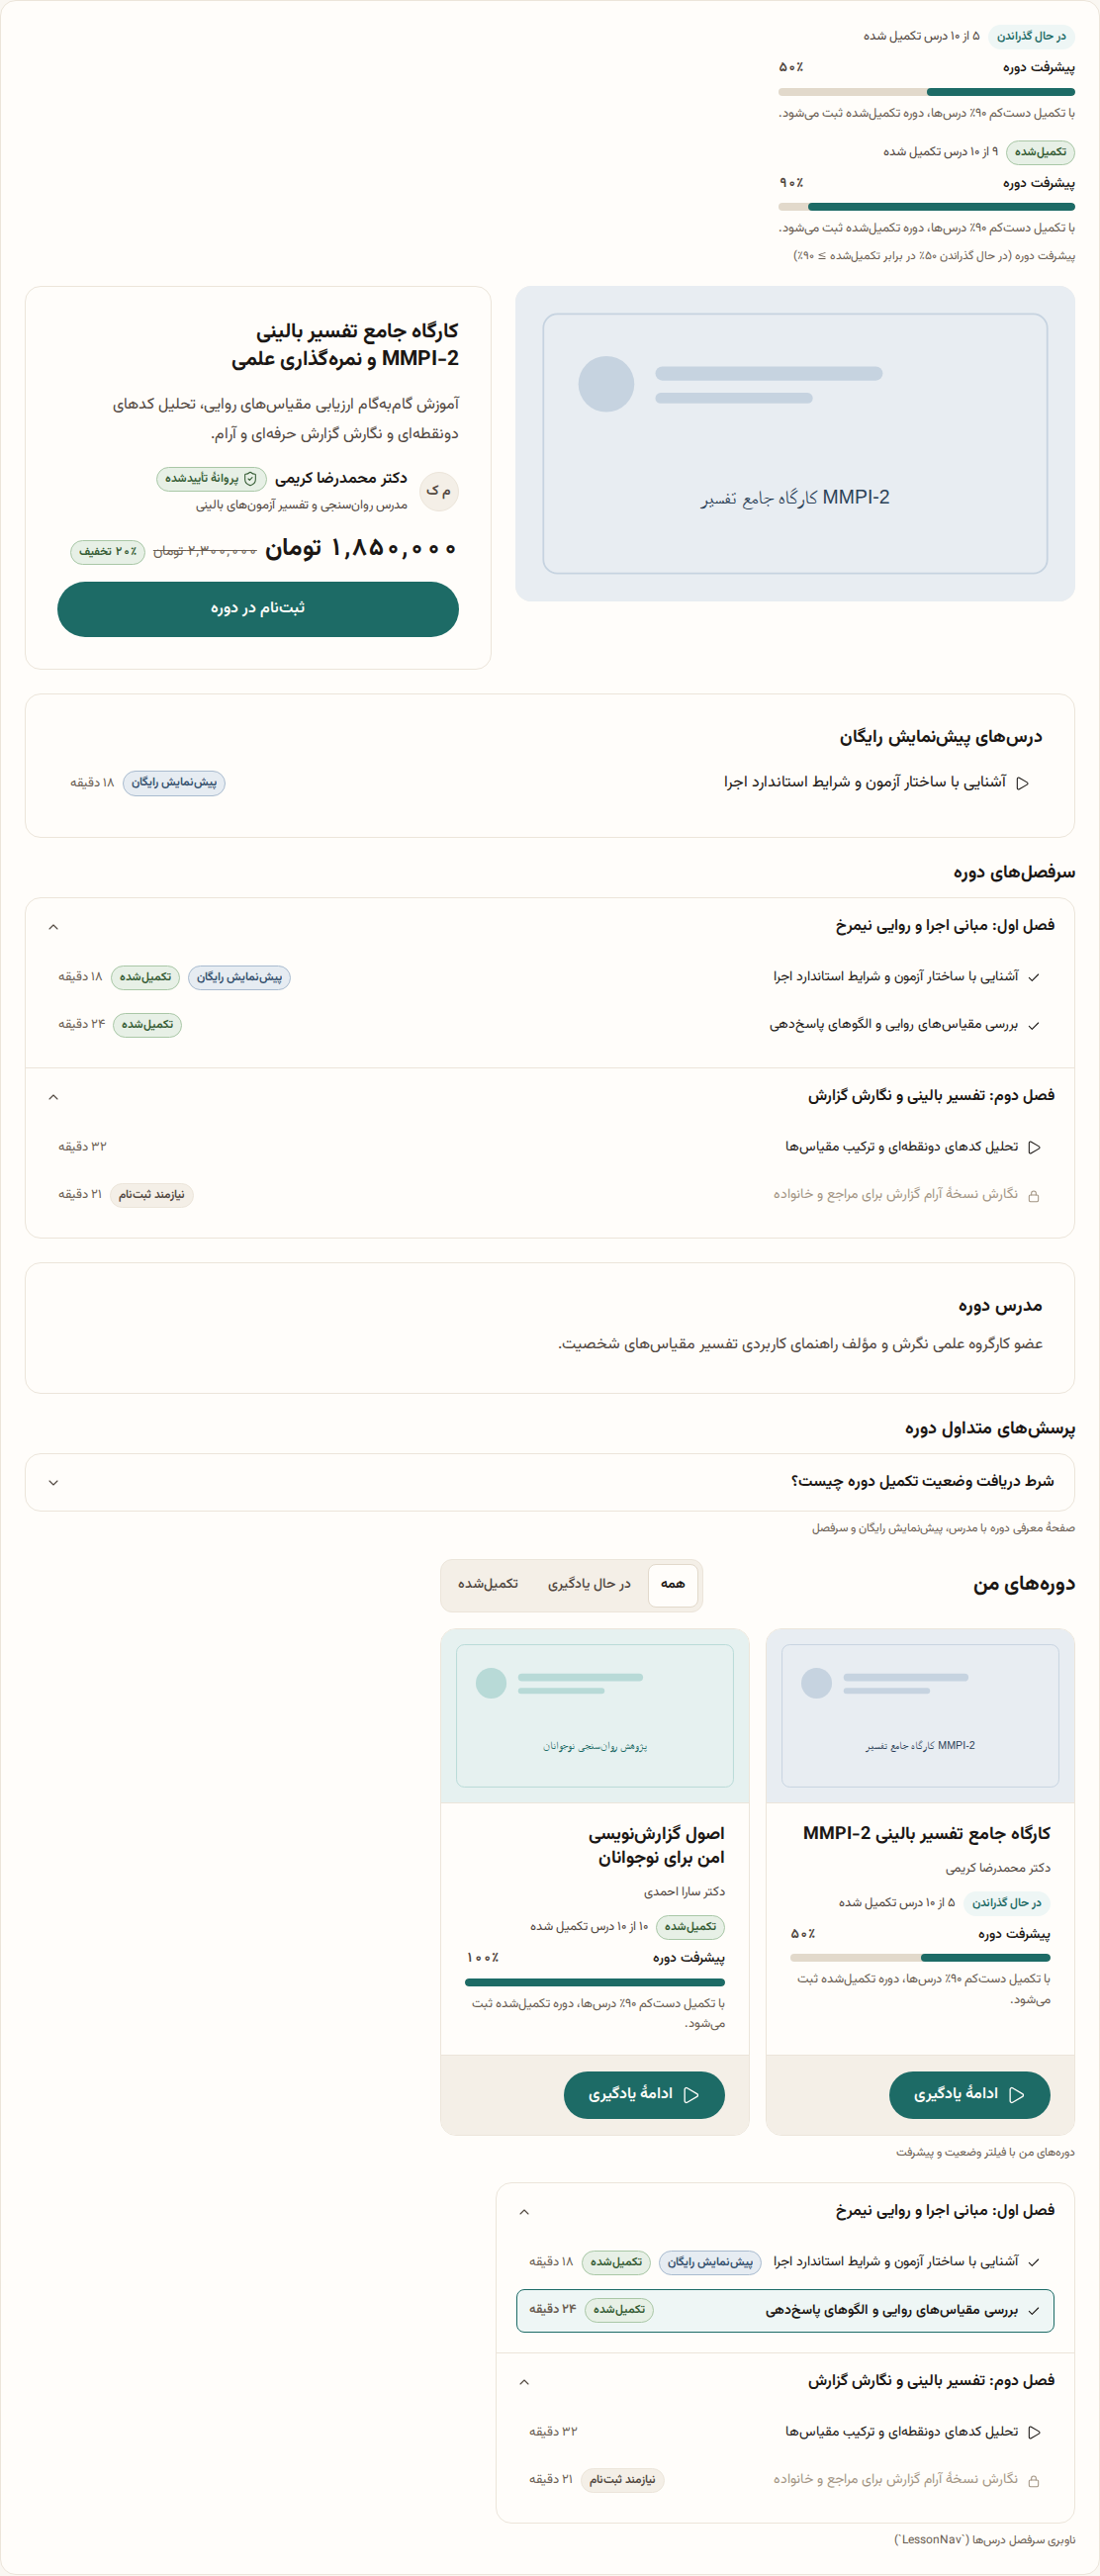 در حال گذراندن ۵ از ۱۰ درس تکمیل شده
پیشرفت دوره ۵۰٪
با تکمیل دست‌کم ۹۰٪ درس‌ها، دوره تکمیل‌شده ثبت می‌شود.
تکمیل‌شده ۹ از ۱۰ درس تکمیل شده
پیشرفت دوره ۹۰٪
با تکمیل دست‌کم ۹۰٪ درس‌ها، دوره تکمیل‌شده ثبت می‌شود.
پیشرفت دوره (در حال گذراندن ۵۰٪ در برابر تکمیل‌شده ≥ ۹۰٪)
MMPI-2 کارگاه جامع تفسیر
کارگاه جامع تفسیر بالینی
MMPI-2 و نمره‌گذاری علمی
آموزش گام‌به‌گام ارزیابی مقیاس‌های روایی، تحلیل کدهای
دونقطه‌ای و نگارش گزارش حرفه‌ای و آرام.
م ک
دکتر محمدرضا کریمی پروانهٔ تأییدشده
مدرس روان‌سنجی و تفسیر آزمون‌های بالینی
۱,۸۵۰,۰۰۰ تومان ۲,۳۰۰,۰۰۰ تومان ۲۰٪ تخفیف
ثبت‌نام در دوره
درس‌های پیش‌نمایش رایگان
آشنایی با ساختار آزمون و شرایط استاندارد اجرا پیش‌نمایش رایگان ۱۸ دقیقه
سرفصل‌های دوره
فصل اول: مبانی اجرا و روایی نیمرخ
آشنایی با ساختار آزمون و شرایط استاندارد اجرا پیش‌نمایش رایگان تکمیل‌شده ۱۸ دقیقه
بررسی مقیاس‌های روایی و الگوهای پاسخ‌دهی تکمیل‌شده ۲۴ دقیقه
فصل دوم: تفسیر بالینی و نگارش گزارش
تحلیل کدهای دونقطه‌ای و ترکیب مقیاس‌ها ۳۲ دقیقه
نگارش نسخهٔ آرام گزارش برای مراجع و خانواده نیازمند ثبت‌نام ۲۱ دقیقه
مدرس دوره
عضو کارگروه علمی نگرش و مؤلف راهنمای کاربردی تفسیر مقیاس‌های شخصیت.
پرسش‌های متداول دوره
شرط دریافت وضعیت تکمیل دوره چیست؟
صفحهٔ معرفی دوره با مدرس، پیش‌نمایش رایگان و سرفصل
دوره‌های من
همه در حال یادگیری تکمیل‌شده
MMPI-2 کارگاه جامع تفسیر
کارگاه جامع تفسیر بالینی MMPI-2
دکتر محمدرضا کریمی
در حال گذراندن ۵ از ۱۰ درس تکمیل شده
پیشرفت دوره ۵۰٪
با تکمیل دست‌کم ۹۰٪ درس‌ها، دوره تکمیل‌شده ثبت
می‌شود.
ادامهٔ یادگیری
پژوهش روان‌سنجی نوجوانان
اصول گزارش‌نویسی
امن برای نوجوانان
دکتر سارا احمدی
تکمیل‌شده ۱۰ از ۱۰ درس تکمیل شده
پیشرفت دوره ۱۰۰٪
با تکمیل دست‌کم ۹۰٪ درس‌ها، دوره تکمیل‌شده ثبت
می‌شود.
ادامهٔ یادگیری
دوره‌های من با فیلتر وضعیت و پیشرفت
فصل اول: مبانی اجرا و روایی نیمرخ
آشنایی با ساختار آزمون و شرایط استاندارد اجرا پیش‌نمایش رایگان تکمیل‌شده ۱۸ دقیقه
بررسی مقیاس‌های روایی و الگوهای پاسخ‌دهی تکمیل‌شده ۲۴ دقیقه
فصل دوم: تفسیر بالینی و نگارش گزارش
تحلیل کدهای دونقطه‌ای و ترکیب مقیاس‌ها ۳۲ دقیقه
نگارش نسخهٔ آرام گزارش برای مراجع و خانواده نیازمند ثبت‌نام ۲۱ دقیقه
ناوبری سرفصل درس‌ها (`LessonNav`)